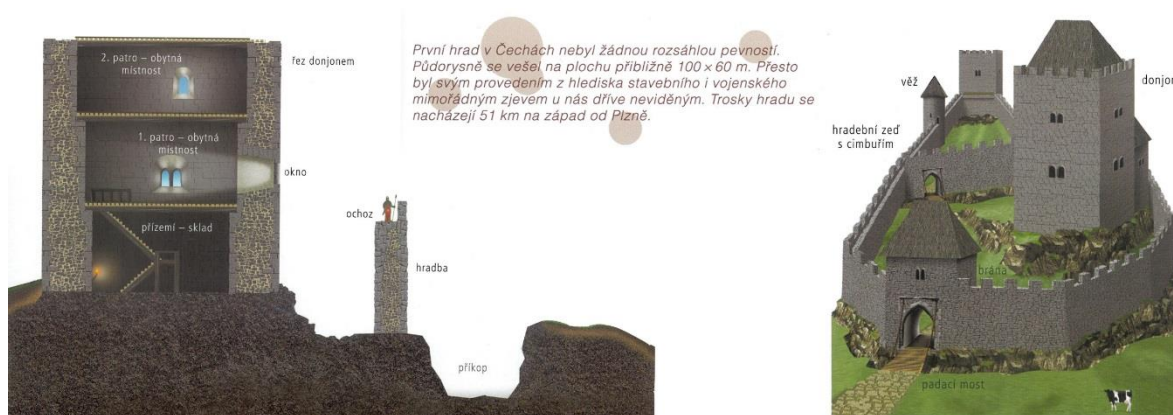 2. patro – obytná
místnost
řez donjonem
1. patro – obytná
místnost
okno
přízemí – sklad
ochoz
hradba
příkop
První hrad v Čechách nebyl žádnou rozsáhlou pevností.
Půdorysně se vešel na plochu přibližně 100 × 60 m. Přesto
byl svým provedením z hlediska stavebního i vojenského
mimořádným zjevem u nás dříve neviděným. Trosky hradu se
nacházejí 51 km na západ od Plzně.
věž
donjon
hradební zeď
s cimbuřím
brána
padací most